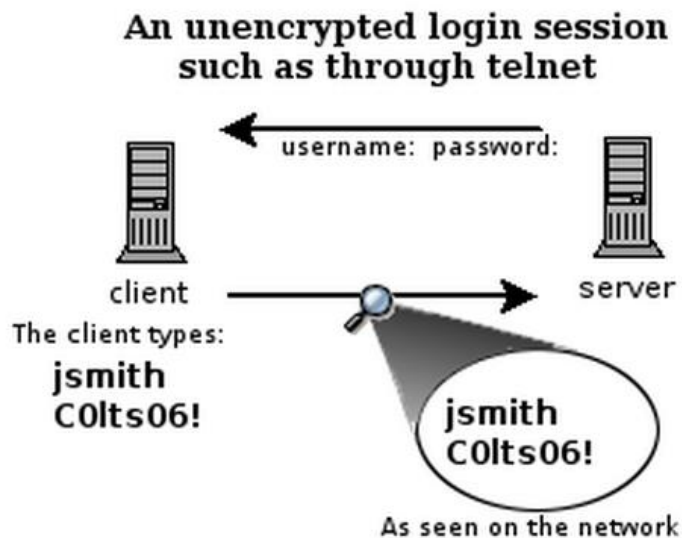 An unencrypted login session
such as through telnet
username: password:
client
server
The client types:
jsmith
C0lts06!
jsmith
C0lts06!
As seen on the network